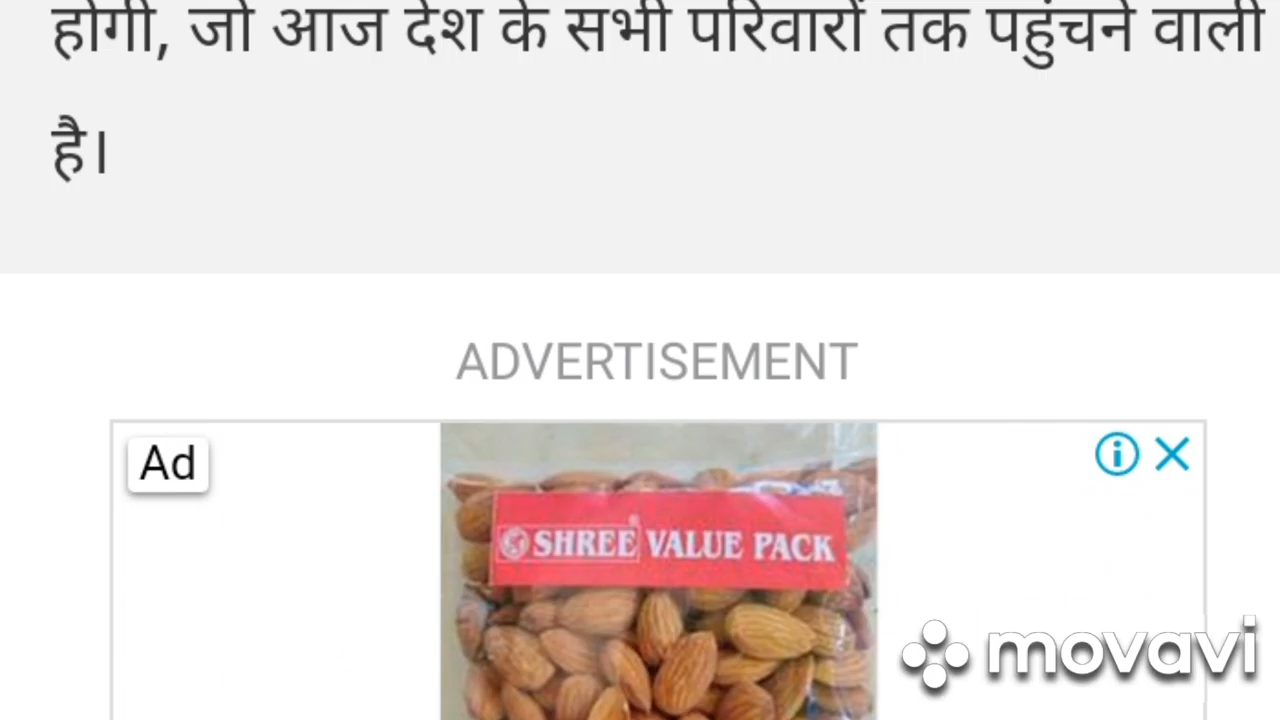 होगी, जो आज देश के सभी परिवारों तक पहुंचने वाली
है।
ADVERTISEMENT
Ad
SHREE VALUE PACK
movavi